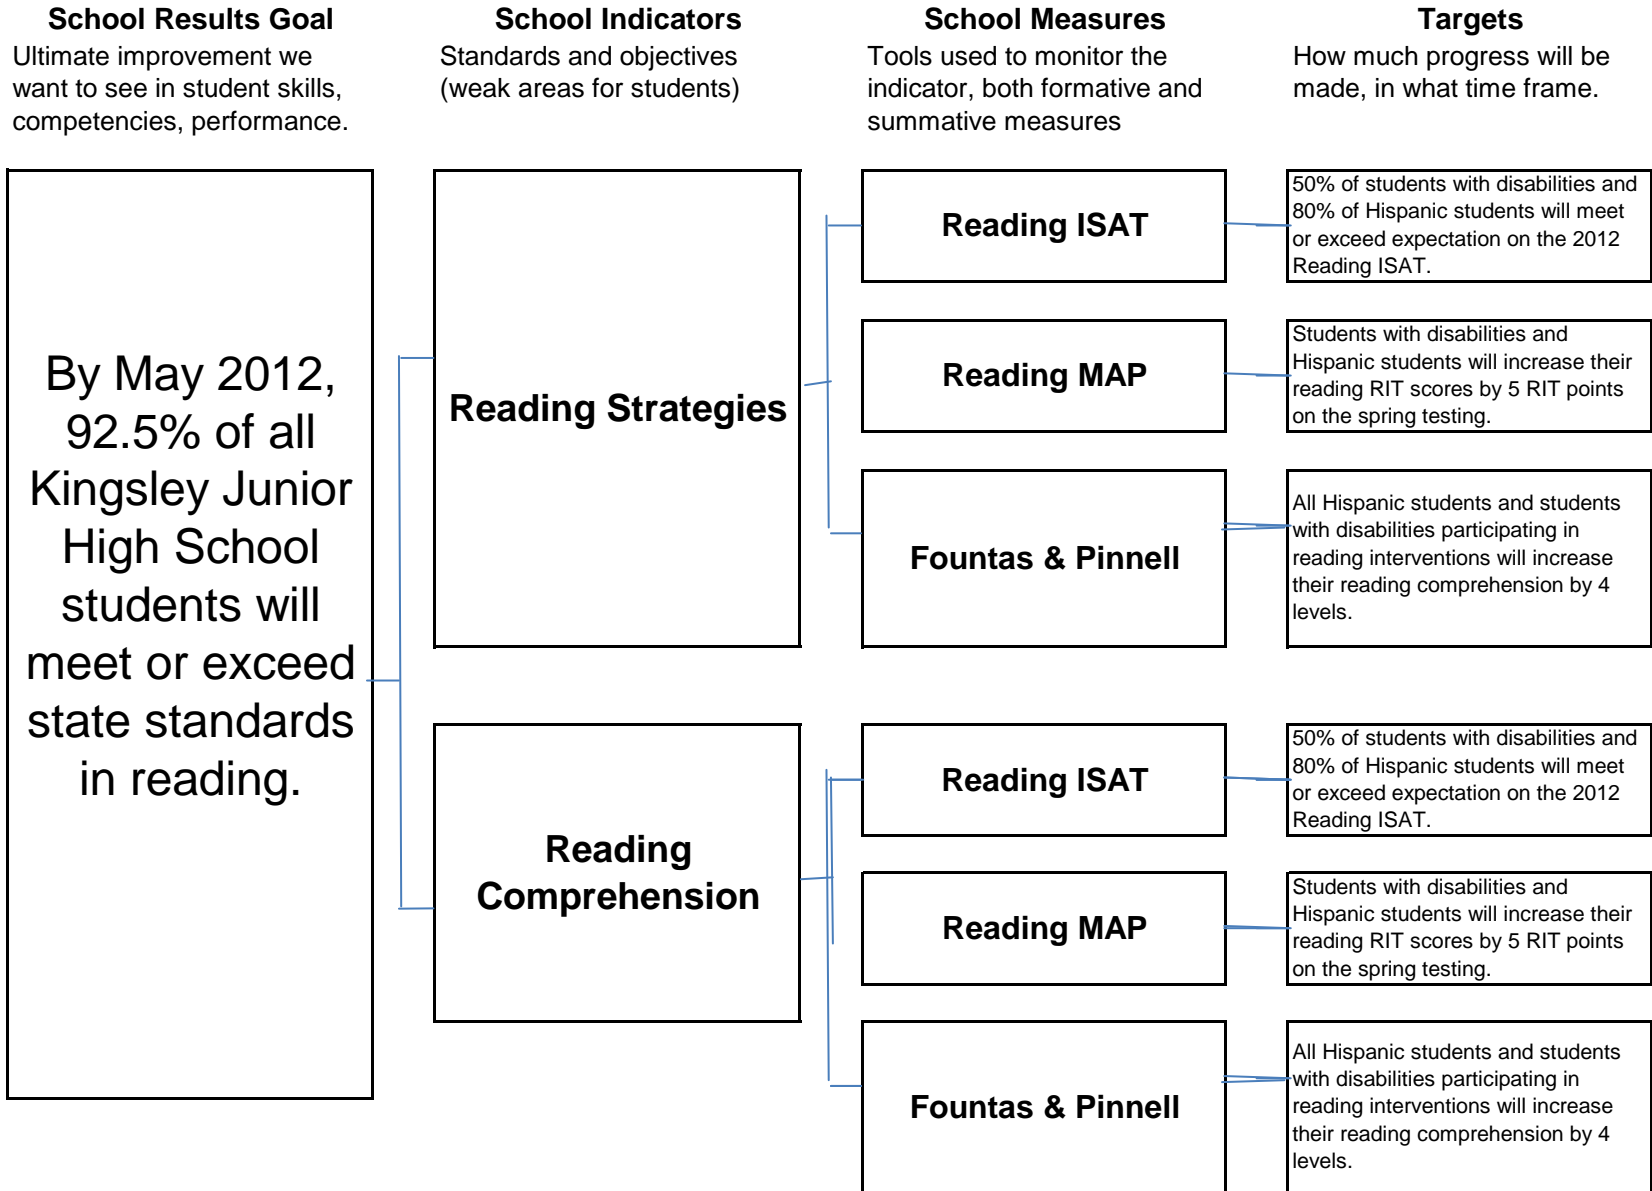 School Results Goal
Ultimate improvement we
want to see in student skills,
competencies, performance.
School Indicators
Standards and objectives
(weak areas for students)
School Measures
Tools used to monitor the
indicator, both formative and
summative measures
Targets
How much progress will be
made, in what time frame.
By May 2012,
92.5% of all
Kingsley Junior
High School
students will
meet or exceed
state standards
in reading.
Reading Strategies
Reading ISAT
50% of students with disabilities and
80% of Hispanic students will meet
or exceed expectation on the 2012
Reading ISAT.
Reading MAP
Students with disabilities and
Hispanic students will increase their
reading RIT scores by 5 RIT points
on the spring testing.
Fountas & Pinnell
All Hispanic students and students
with disabilities participating in
reading interventions will increase
their reading comprehension by 4
levels.
Reading
Comprehension
Reading ISAT
50% of students with disabilities and
80% of Hispanic students will meet
or exceed expectation on the 2012
Reading ISAT.
Reading MAP
Students with disabilities and
Hispanic students will increase their
reading RIT scores by 5 RIT points
on the spring testing.
Fountas & Pinnell
All Hispanic students and students
with disabilities participating in
reading interventions will increase
their reading comprehension by 4
levels.